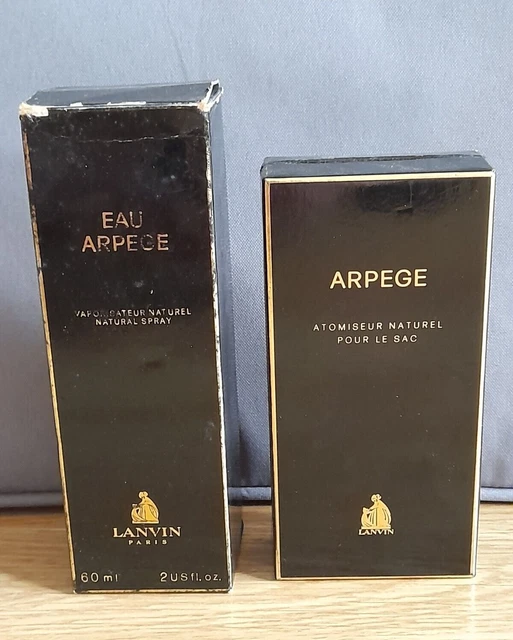 EAU
ARPEGE
VAPORISATEUR NATUREL
NATURAL SPRAY
LANVIN
PARIS
60 ml 2 US fl. oz.
ARPEGE
ATOMISEUR NATUREL
POUR LE SAC
LANVIN